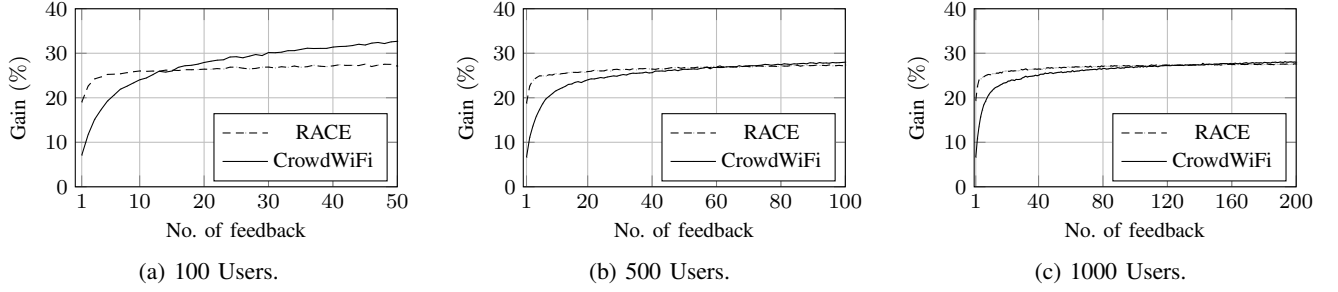 40
30
20
10
0
Gain (%)
1 10 20 30 40 50
No. of feedback
RACE
CrowdWiFi
(a) 100 Users.
40
30
20
10
0
Gain (%)
1 20 40 60 80 100
No. of feedback
RACE
CrowdWiFi
(b) 500 Users.
40
30
20
10
0
Gain (%)
1 40 80 120 160 200
No. of feedback
RACE
CrowdWiFi
(c) 1000 Users.